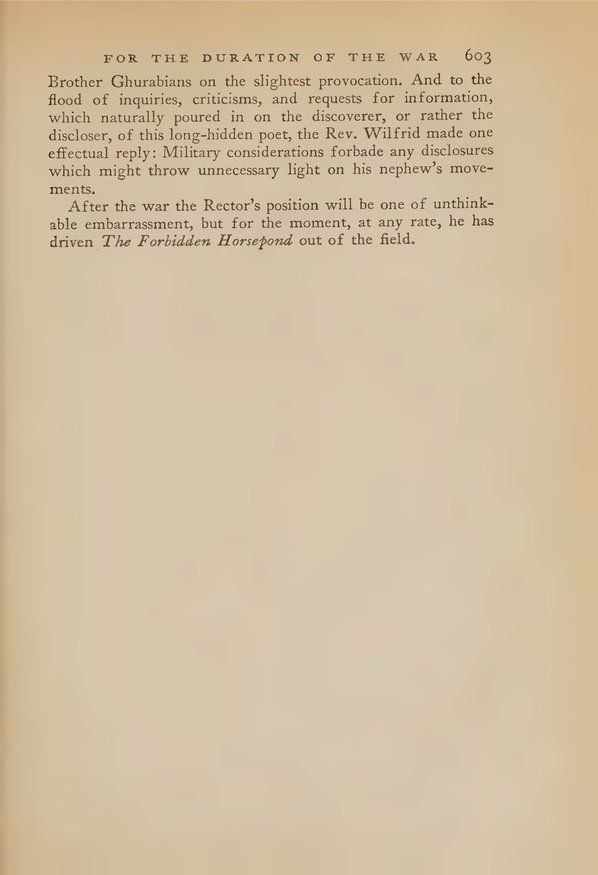 FOR THE DURATION OF THE WAR 603
Brother Ghurabians on the slightest provocation. And to the
flood of inquiries, criticisms, and requests for information,
which naturally poured in on the discoverer, or rather the
discloser, of this long-hidden poet, the Rev. Wilfrid made one
effectual reply: Military considerations forbade any disclosures
which might throw unnecessary light on his nephew's move-
ments.
After the war the Rector's position will be one of unthink-
able embarrassment, but for the moment, at any rate, he has
driven The Forbidden Horsepond out of the field.